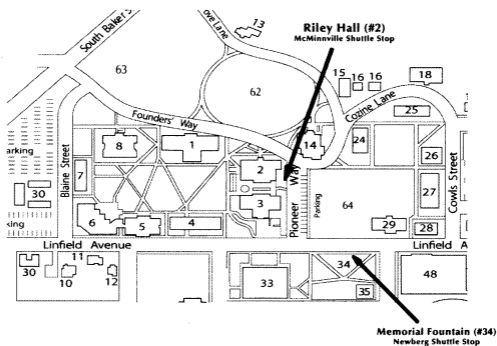 Riley Hall (#2)
McMinnville Shuttle Stop
South Baker S
ove Lane
13
63
62
15
16
16
18
Cozine Lane
25
Founders' Way
8
1
14
24
26
arking
Blaine Street
7
2
Pioneer Way
Parking
64
27
Cowls Street
30
3
6
5
4
29
28
king
Linfield Avenue
Linfield A
30
11
10
12
33
34
35
48
Memorial Fountain (#34)
Newberg Shuttle Stop